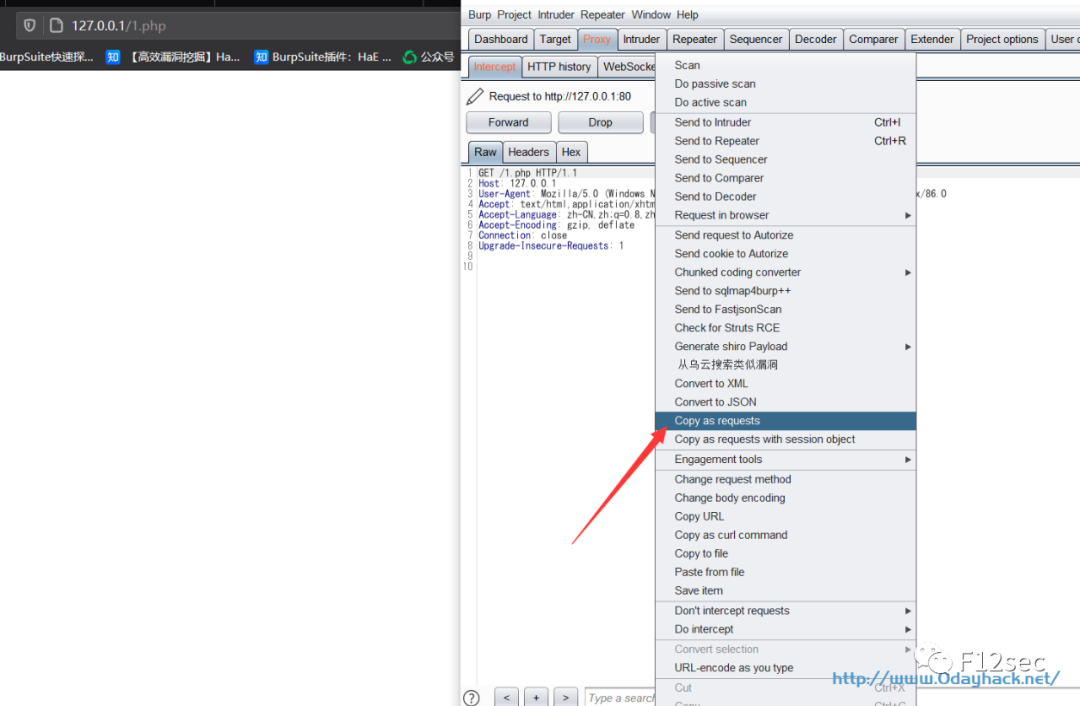 127.0.0.1/1.php
BurpSuite快速探...
知 【高效漏洞挖掘】Ha...
知 BurpSuite插件：HaE ...
公众号
Burp Project Intruder Repeater Window Help
Dashboard Target Proxy Intruder Repeater Sequencer Decoder Comparer Extender Project options User o
Intercept HTTP history WebSocke
Request to http://127.0.0.1:80
Forward Drop
Raw Headers Hex
1 GET /1.php HTTP/1.1
2 Host: 127.0.0.1
3 User-Agent: Mozilla/5.0 (Windows N
x/86.0
4 Accept: text/html,application/xhtm
5 Accept-Language: zh-CN,zh;q=0.8,zh
6 Accept-Encoding: gzip, deflate
7 Connection: close
8 Upgrade-Insecure-Requests: 1
9
10
Scan
Do passive scan
Do active scan
Send to Intruder Ctrl+I
Send to Repeater Ctrl+R
Send to Sequencer
Send to Comparer
Send to Decoder
Request in browser
Send request to Autorize
Send cookie to Autorize
Chunked coding converter
Send to sqlmap4burp++
Send to FastjsonScan
Check for Struts RCE
Generate shiro Payload
从乌云搜索类似漏洞
Convert to XML
Convert to JSON
Copy as requests
Copy as requests with session object
Engagement tools
Change request method
Change body encoding
Copy URL
Copy as curl command
Copy to file
Paste from file
Save item
Don't intercept requests
Do intercept
Convert selection
URL-encode as you type
Cut Ctrl+X
Copy Ctrl+C
? < + > Type a search
F12sec
http://www.0dayhack.net/